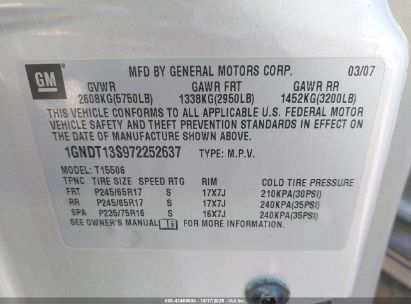 GM
MFD BY GENERAL MOTORS CORP. 03/07
GVWR GAWR FRT GAWR RR
2608KG(5750LB) 1338KG(2950LB) 1452KG(3200LB)
THIS VEHICLE CONFORMS TO ALL APPLICABLE U.S. FEDERAL MOTOR
VEHICLE SAFETY AND THEFT PREVENTION STANDARDS IN EFFECT ON
THE DATE OF MANUFACTURE SHOWN ABOVE.
1GNDT13S972252637 TYPE: M.P.V.
MODEL: T15506
TPNC TIRE SIZE SPEED RTG RIM COLD TIRE PRESSURE
FRT P245/65R17 S 17X7J 210KPA(30PSI)
RR P245/65R17 S 17X7J 240KPA(35PSI)
SPA P235/75R16 S 16X7J 240KPA(35PSI)
SEE OWNER'S MANUAL FOR MORE INFORMATION.